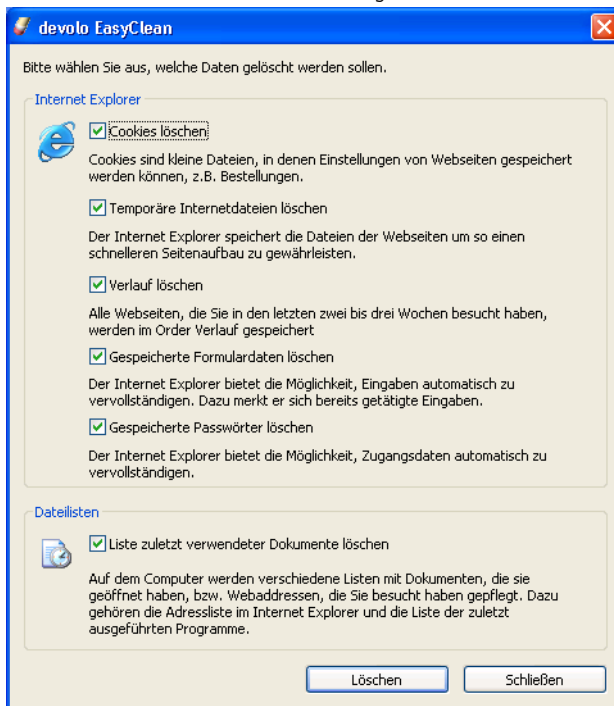 devolo EasyClean
Bitte wählen Sie aus, welche Daten gelöscht werden sollen.
Internet Explorer
Cookies löschen
Cookies sind kleine Dateien, in denen Einstellungen von Webseiten gespeichert
werden können, z.B. Bestellungen.
Temporäre Internetdateien löschen
Der Internet Explorer speichert die Dateien der Webseiten um so einen
schnelleren Seitenaufbau zu gewährleisten.
Verlauf löschen
Alle Webseiten, die Sie in den letzten zwei bis drei Wochen besucht haben,
werden im Order Verlauf gespeichert
Gespeicherte Formulardaten löschen
Der Internet Explorer bietet die Möglichkeit, Eingaben automatisch zu
vervollständigen. Dazu merkt er sich bereits getätigte Eingaben.
Gespeicherte Passwörter löschen
Der Internet Explorer bietet die Möglichkeit, Zugangsdaten automatisch zu
vervollständigen.
Dateilisten
Liste zuletzt verwendeter Dokumente löschen
Auf dem Computer werden verschiedene Listen mit Dokumenten, die sie
geöffnet haben, bzw. Webaddressen, die Sie besucht haben gepflegt. Dazu
gehören die Adressliste im Internet Explorer und die Liste der zuletzt
ausgeführten Programme.
Löschen
Schließen